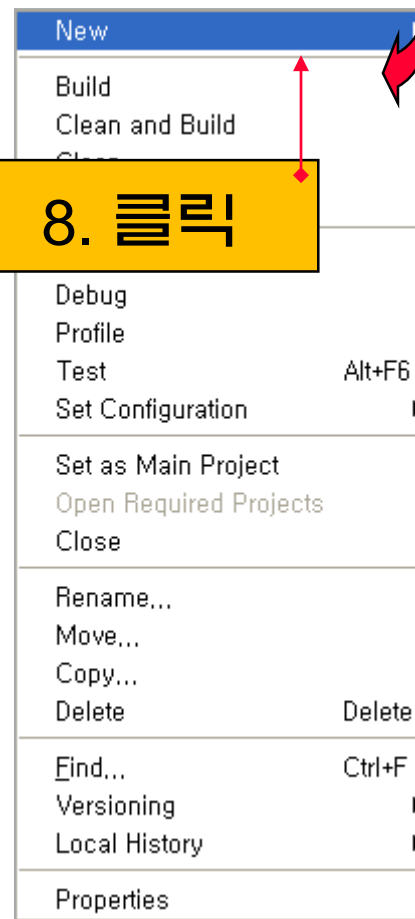 New
Build
Clean and Build
8. 클릭
Debug
Profile
Test Alt+F6
Set Configuration
Set as Main Project
Open Required Projects
Close
Rename...
Move...
Copy...
Delete Delete
Find... Ctrl+F
Versioning
Local History
Properties